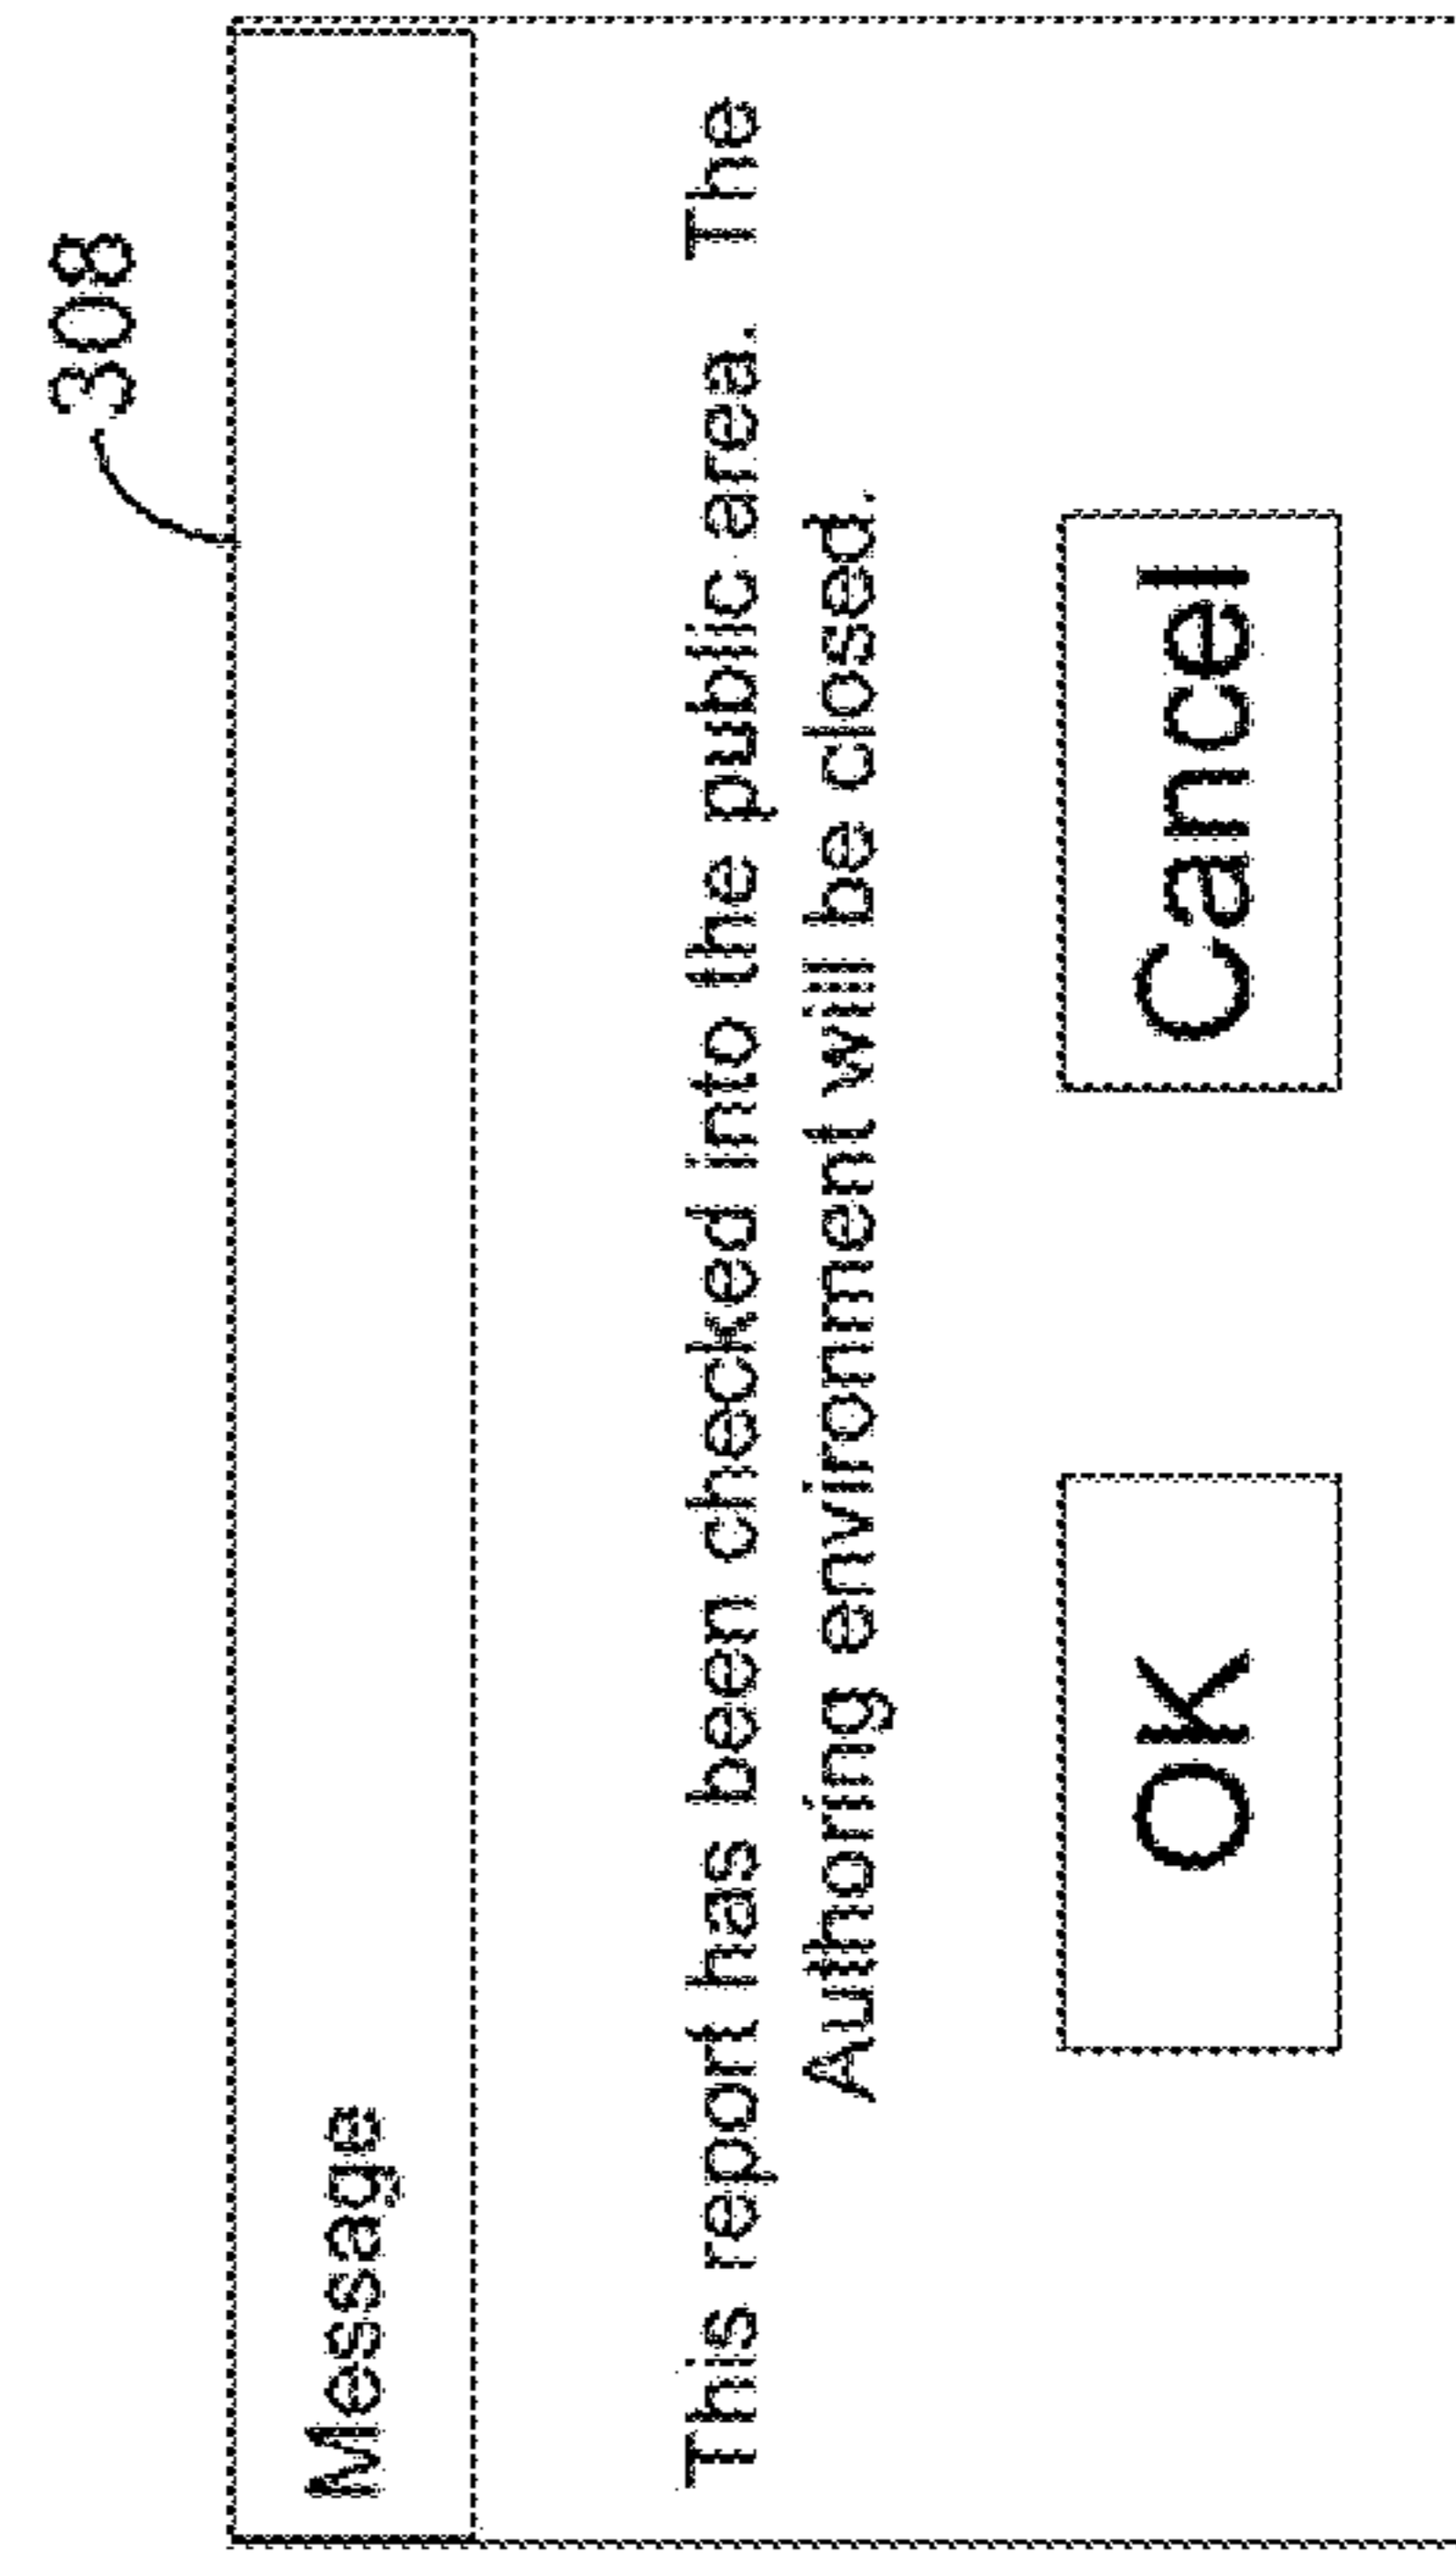 308
Message
This report has been checked into the public area. The
Authoring environment will be closed.
OK Cancel